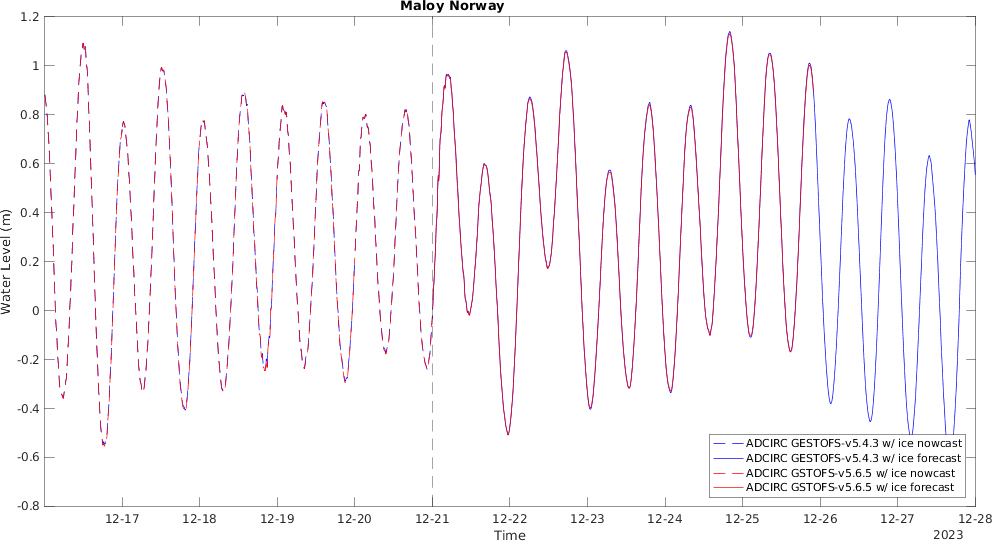 Maloy Norway
1.2
1
0.8
0.6
0.4
0.2
0
-0.2
-0.4
-0.6
-0.8
Water Level (m)
12-17 12-18 12-19 12-20 12-21 12-22 12-23 12-24 12-25 12-26 12-27 12-28
Time
2023
ADCIRC GESTOFS-v5.4.3 w/ ice nowcast
ADCIRC GESTOFS-v5.4.3 w/ ice forecast
ADCIRC GSTOFS-v5.6.5 w/ ice nowcast
ADCIRC GSTOFS-v5.6.5 w/ ice forecast